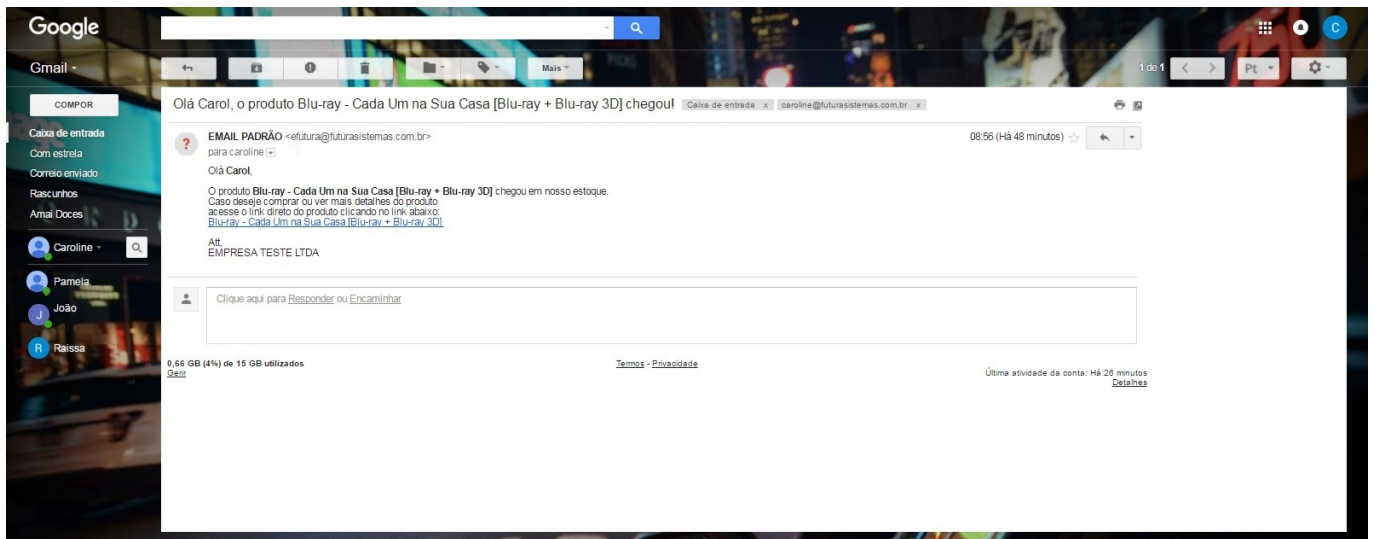 Google
Gmail
Mais
1 de 1
Pt
COMPOR
Caixa de entrada
Com estrela
Correio enviado
Rascunhos
Amai Doces
Caroline
Pamela
João
J
Raissa
R
C
Olá Carol, o produto Blu-ray - Cada Um na Sua Casa [Blu-ray + Blu-ray 3D] chegou! Caixa de entrada x caroline@futurasistemas.com.br x
EMAIL PADRÃO <efutura@futurasistemas.com.br> 08:56 (Há 48 minutos)
?
para caroline
Olá Carol,
O produto Blu-ray - Cada Um na Sua Casa [Blu-ray + Blu-ray 3D] chegou em nosso estoque.
Caso deseje comprar ou ver mais detalhes do produto
acesse o link direto do produto clicando no link abaixo:
Blu-ray - Cada Um na Sua Casa [Blu-ray + Blu-ray 3D]
Att,
EMPRESA TESTE LTDA
Clique aqui para Responder ou Encaminhar
0,66 GB (4%) de 15 GB utilizados
Gerir
Termos - Privacidade
Última atividade da conta: Há 26 minutos
Detalhes